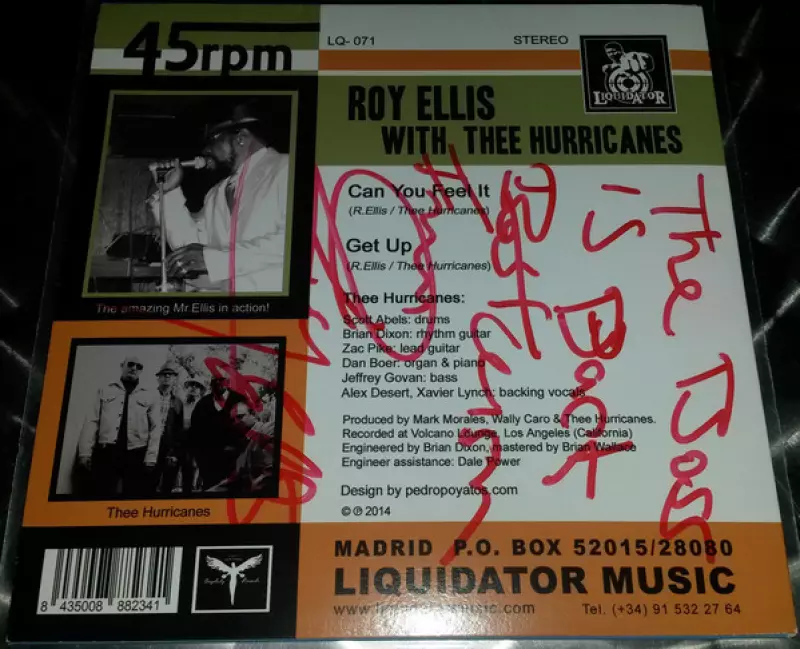 45rpm
LQ- 071
STEREO
LIQUIDATOR
ROY ELLIS
WITH THEE HURRICANES
Can You Feel It
(R.Ellis / Thee Hurricanes)
Get Up
(R.Ellis / Thee Hurricanes)
The amazing Mr.Ellis in action!
Thee Hurricanes:
Scott Abels: drums
Brian Dixon: rhythm guitar
Zac Pike: lead guitar
Dan Boer: organ & piano
Jeffrey Govan: bass
Alex Desert, Xavier Lynch: backing vocals
Produced by Mark Morales, Wally Caro & Thee Hurricanes.
Recorded at Volcano Lounge, Los Angeles (California)
Engineered by Brian Dixon, mastered by Brian Wallace
Engineer assistance: Dale Power
Design by pedropoyatos.com
© ℗ 2014
Thee Hurricanes
The Boss
is Back
8 435008 882341
MADRID P.O. BOX 52015/28080
LIQUIDATOR MUSIC
www.liquidatormusic.com
Tel. (+34) 91 532 27 64